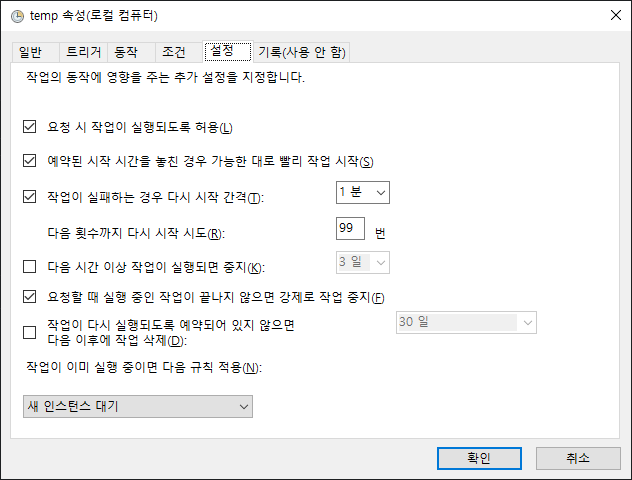 temp 속성(로컬 컴퓨터)
일반 트리거 동작 조건 설정 기록(사용 안 함)
작업의 동작에 영향을 주는 추가 설정을 지정합니다.
요청 시 작업이 실행되도록 허용(L)
예약된 시작 시간을 놓친 경우 가능한 대로 빨리 작업 시작(S)
작업이 실패하는 경우 다시 시작 간격(T): 1 분
다음 횟수까지 다시 시작 시도(R): 99 번
다음 시간 이상 작업이 실행되면 중지(K): 3 일
요청할 때 실행 중인 작업이 끝나지 않으면 강제로 작업 중지(F)
작업이 다시 실행되도록 예약되어 있지 않으면 30 일
다음 이후에 작업 삭제(D):
작업이 이미 실행 중이면 다음 규칙 적용(N):
새 인스턴스 대기
확인 취소